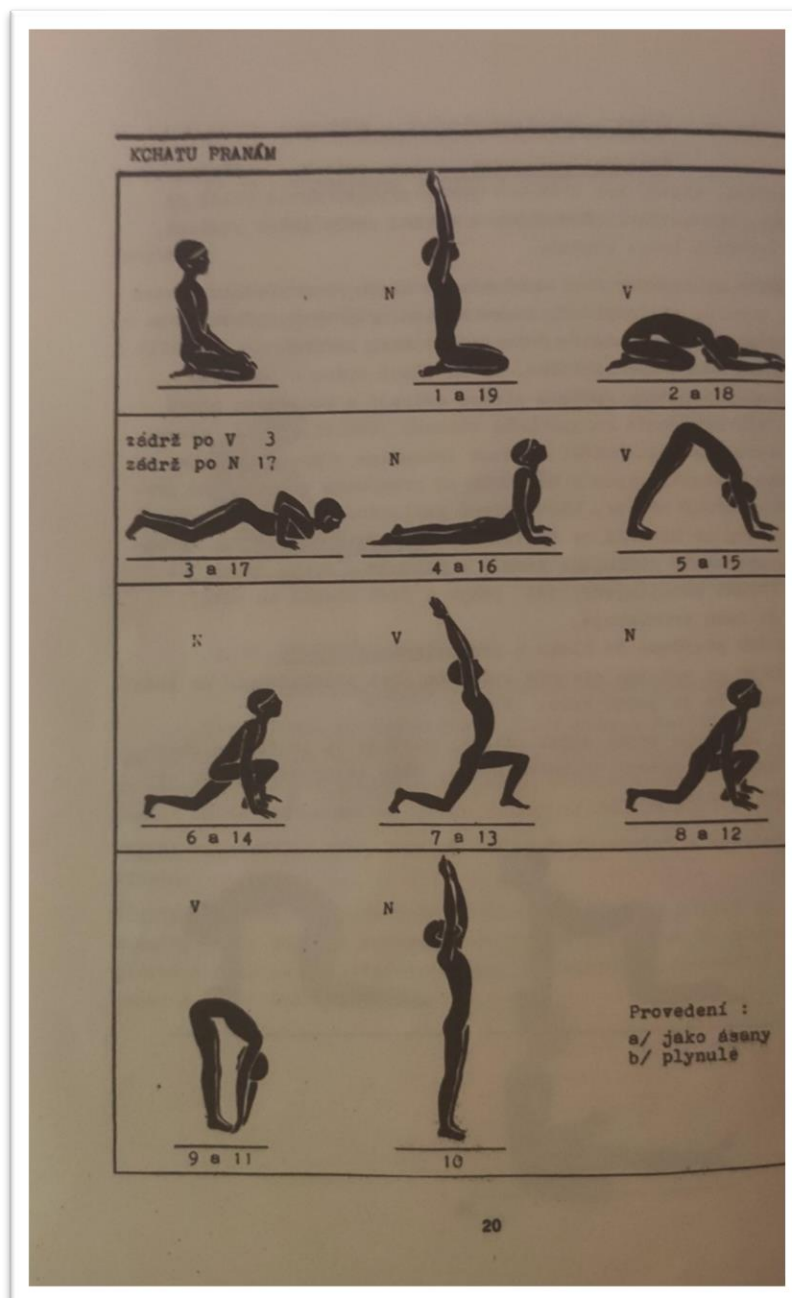 KCHATU PRANÁM
N
V
1 a 19
2 a 18
zádrž po V 3
zádrž po N 17
N
V
3 a 17
4 a 16
5 a 15
N
V
N
6 a 14
7 a 13
8 a 12
V
N
Provedení :
a/ jako ásany
b/ plynulé
9 a 11
10
20